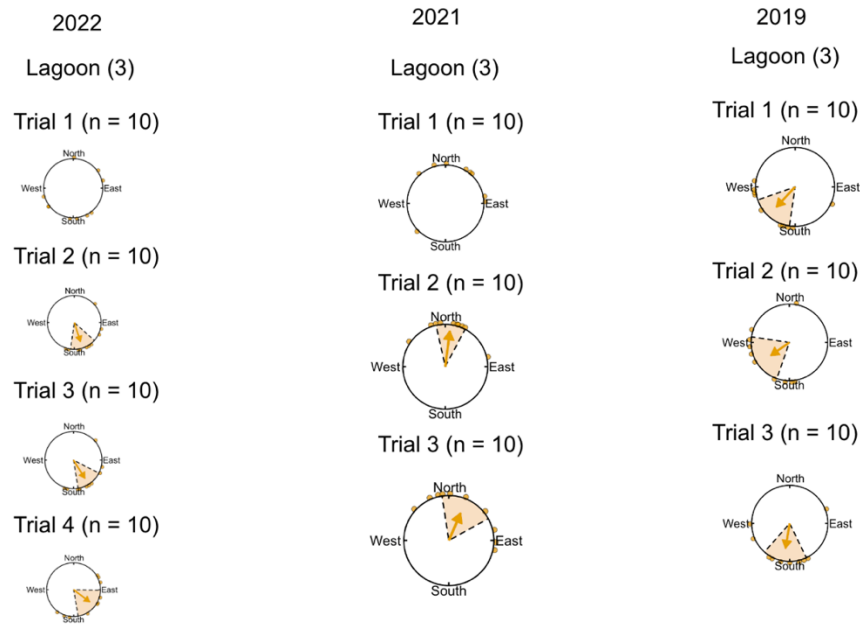 2022
Lagoon (3)
Trial 1 (n = 10)
North
West
East
South
Trial 2 (n = 10)
North
West
East
South
Trial 3 (n = 10)
North
West
East
South
Trial 4 (n = 10)
North
West
East
South
2021
Lagoon (3)
Trial 1 (n = 10)
North
West
East
South
Trial 2 (n = 10)
North
West
East
South
Trial 3 (n = 10)
North
West
East
South
2019
Lagoon (3)
Trial 1 (n = 10)
North
West
East
South
Trial 2 (n = 10)
North
West
East
South
Trial 3 (n = 10)
North
West
East
South